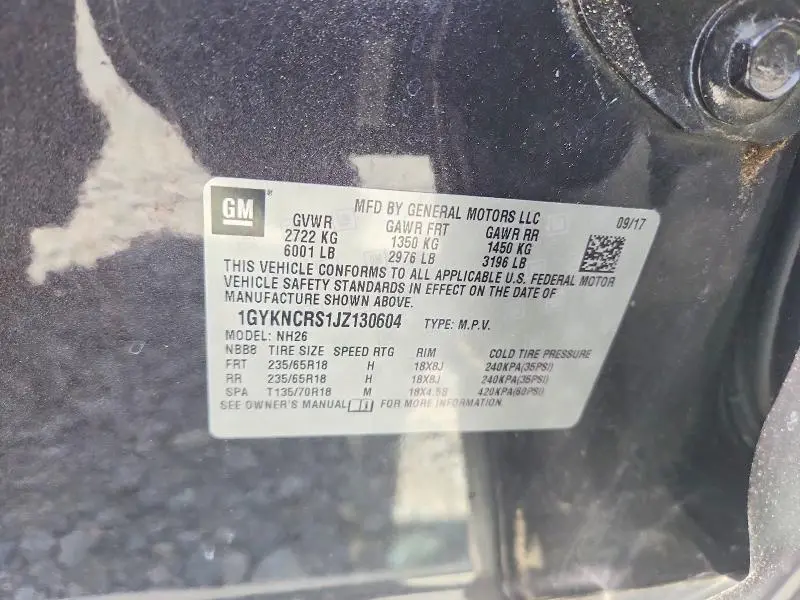 GM
MFD BY GENERAL MOTORS LLC 09/17
GVWR GAWR FRT GAWR RR
2722 KG 1350 KG 1450 KG
6001 LB 2976 LB 3196 LB
THIS VEHICLE CONFORMS TO ALL APPLICABLE U.S. FEDERAL MOTOR
VEHICLE SAFETY STANDARDS IN EFFECT ON THE DATE OF
MANUFACTURE SHOWN ABOVE.
1GYKNCRS1JZ130604 TYPE: M.P.V.
MODEL: NH26
NBB8 TIRE SIZE SPEED RTG RIM COLD TIRE PRESSURE
FRT 235/65R18 H 18X8J 240KPA(35PSI)
RR 235/65R18 H 18X8J 240KPA(35PSI)
SPA T135/70R18 M 18X4.5B 420KPA(60PSI)
SEE OWNER'S MANUAL FOR MORE INFORMATION.